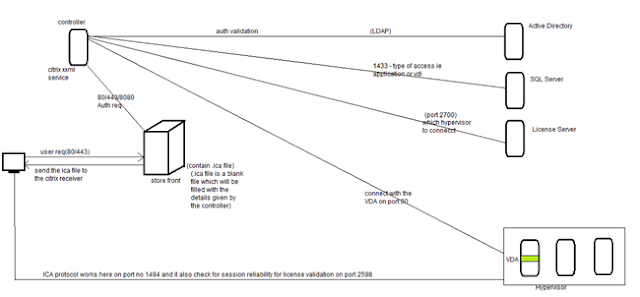 controller
auth validation
(LDAP)
Active Directory
citrix xxml
service
1433 - type of access ie
application or vdi
SQL Server
80/443/8080
Auth req
(port 2700)
which hypervisor
to connecct
License Server
user req(80/443)
send the ica file to
the citrix receiver
store front
(contain .ica file)
(.ica file is a blank
file which will be
filled with the
details given by
the controller)
connect with the
VDA on port 80
VDA
Hypervisor
ICA protocol works here on port no 1494 and it also check for session reliability for license validation on port 2598